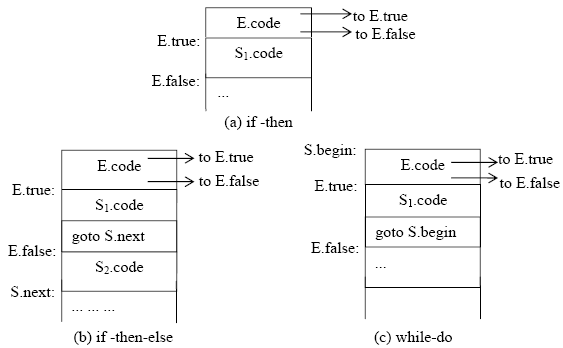 E.code
to E.true
to E.false
E.true:
S₁.code
E.false:
...
(a) if -then
E.code
to E.true
to E.false
E.true:
S₁.code
goto S.next
E.false:
S₂.code
S.next:
... ... ...
(b) if -then-else
S.begin:
E.code
to E.true
to E.false
E.true:
S₁.code
goto S.begin
E.false:
...
(c) while-do